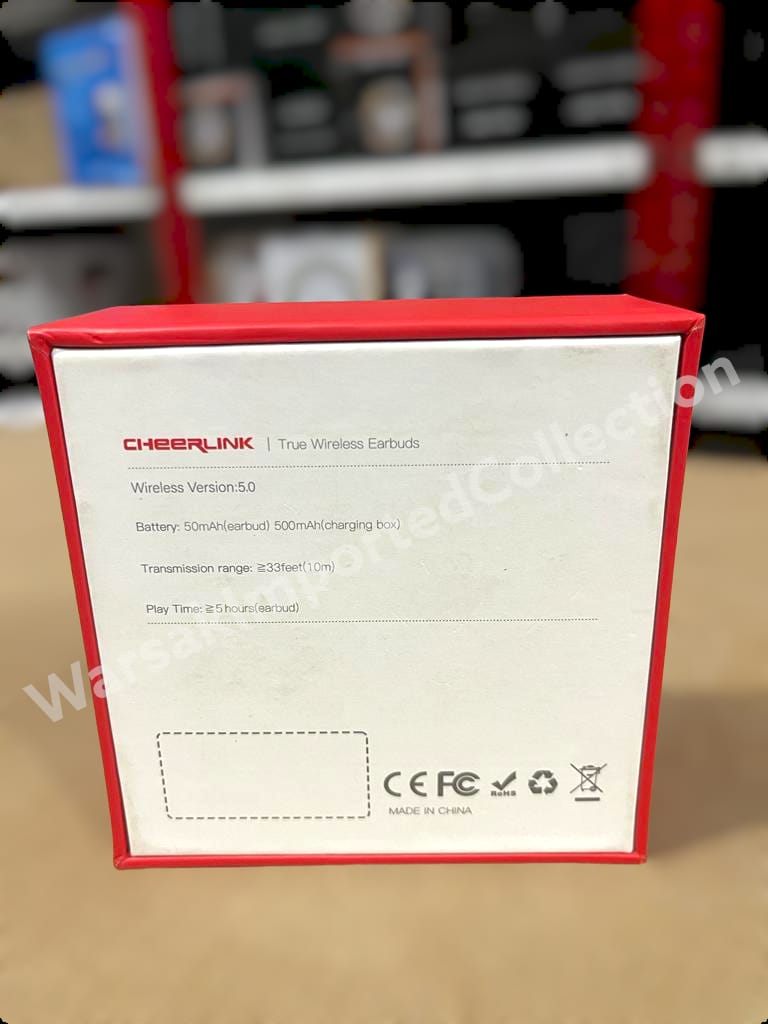 CHEERLINK | True Wireless Earbuds
Wireless Version:5.0
Battery: 50mAh(earbud) 500mAh(charging box)
Transmission range: ≧33feet(10m)
Play Time: ≧5 hours(earbud)
CE FC RoHS
MADE IN CHINA
WarsakImportedCollection